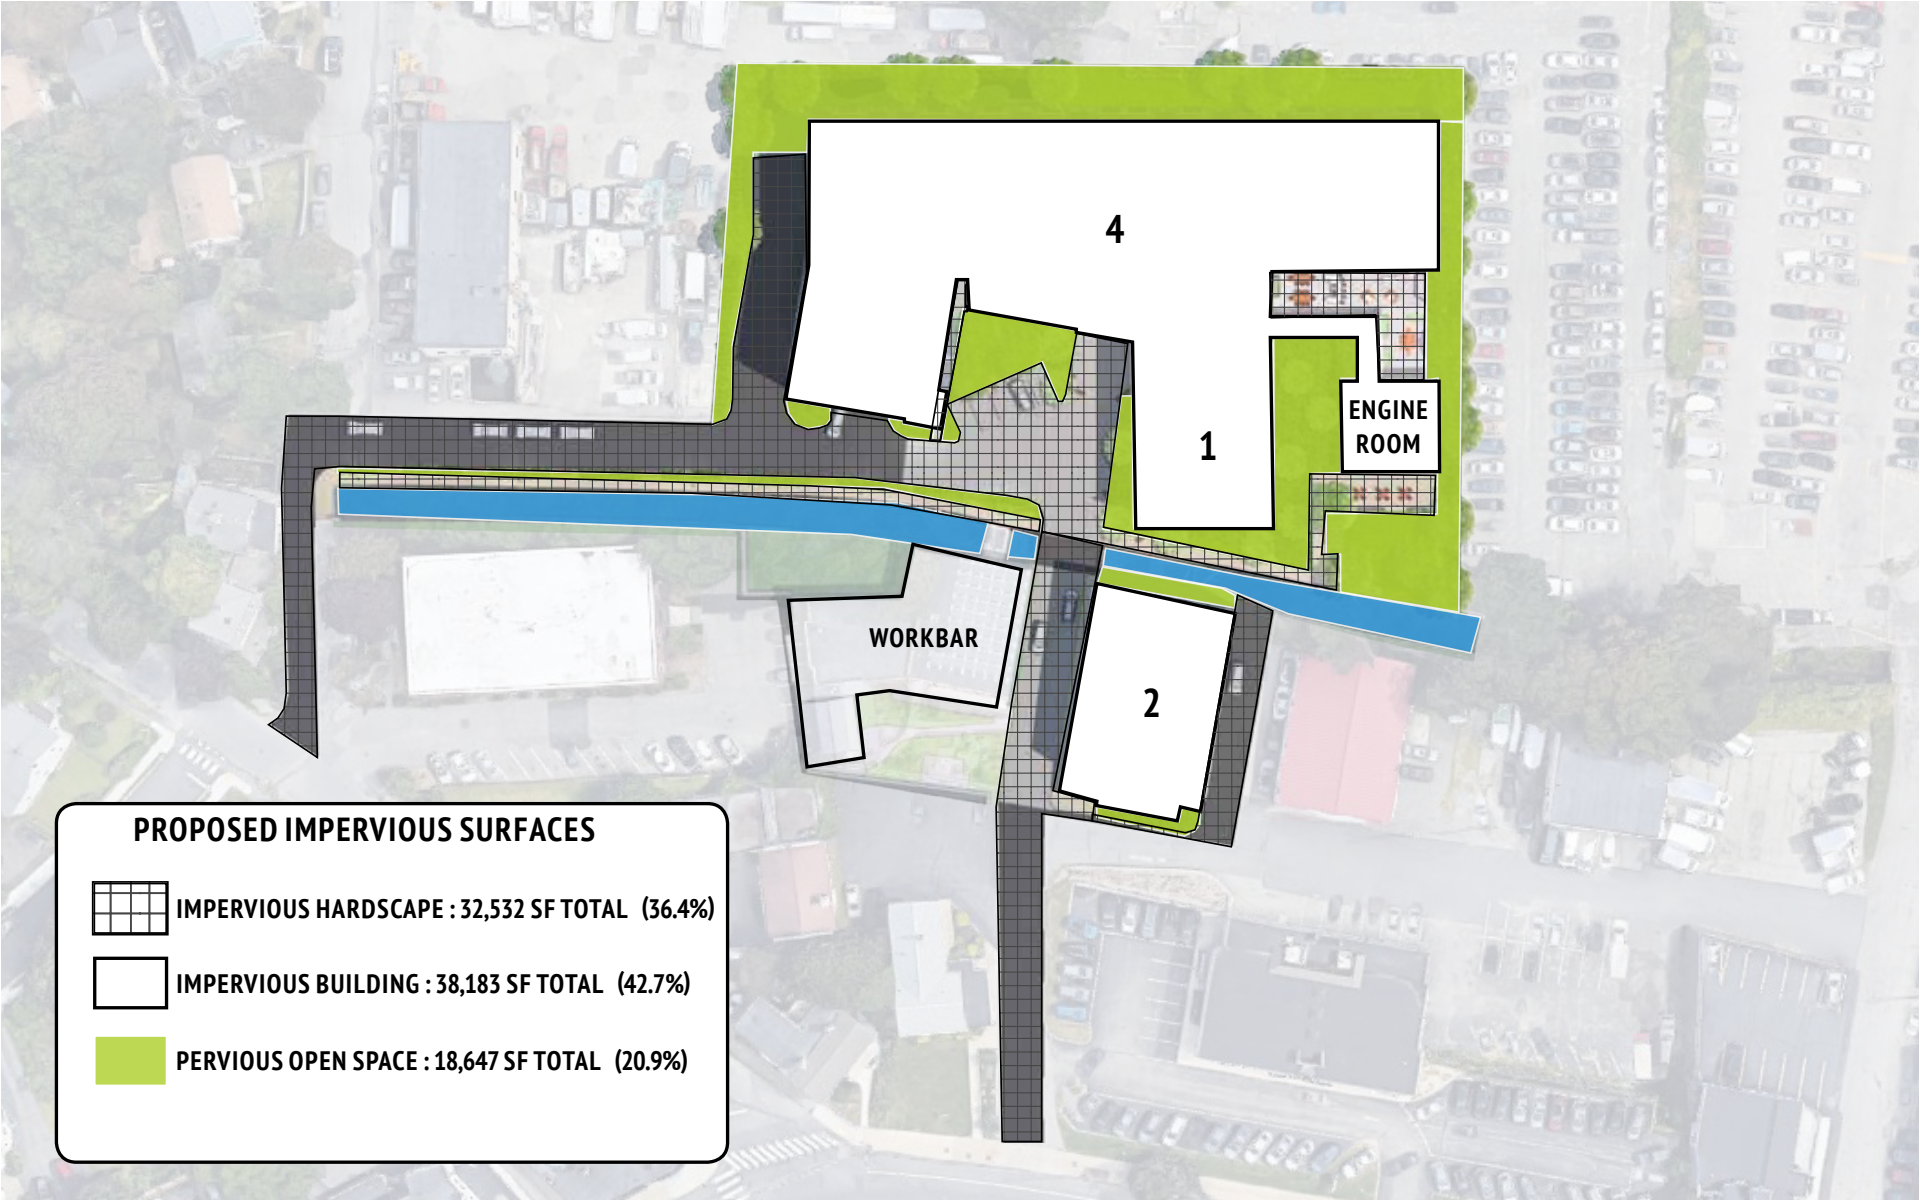 4
1
ENGINE
ROOM
WORKBAR
2
PROPOSED IMPERVIOUS SURFACES
IMPERVIOUS HARDSCAPE : 32,532 SF TOTAL (36.4%)
IMPERVIOUS BUILDING : 38,183 SF TOTAL (42.7%)
PERVIOUS OPEN SPACE : 18,647 SF TOTAL (20.9%)